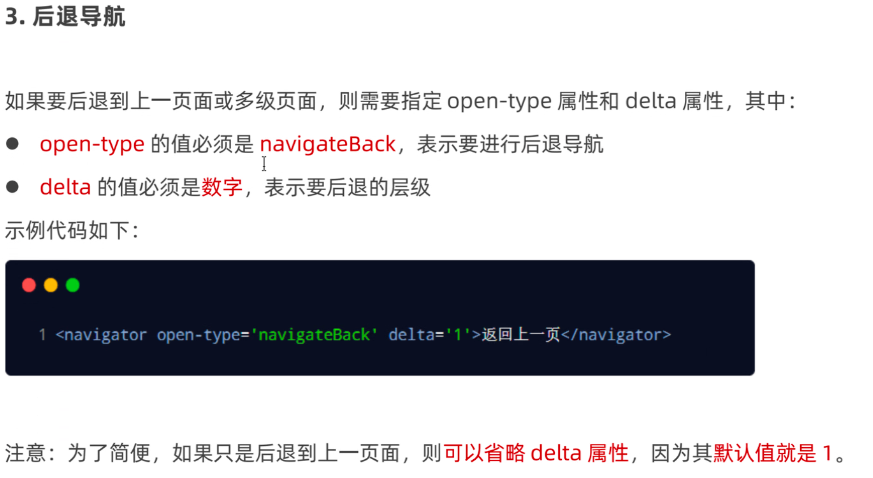 3. 后退导航
如果要后退到上一页面或多级页面，则需要指定 open-type 属性和 delta 属性，其中：
● open-type 的值必须是 navigateBack，表示要进行后退导航
● delta 的值必须是数字，表示要后退的层级
示例代码如下：
1 <navigator open-type='navigateBack' delta='1'>返回上一页</navigator>
注意：为了简便，如果只是后退到上一页面，则可以省略 delta 属性，因为其默认值就是 1。